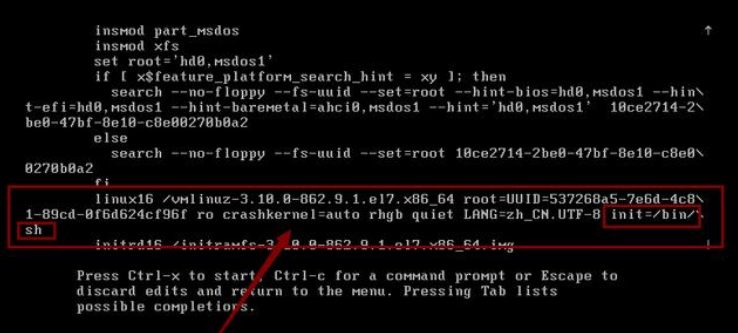 insmod part_msdos
insmod xfs
set root='hd0,msdos1'
if [ x$feature_platform_search_hint = xy ]; then
search --no-floppy --fs-uuid --set=root --hint-bios=hd0,msdos1 --hin\
t-efi=hd0,msdos1 --hint-baremetal=ahci0,msdos1 --hint='hd0,msdos1'  10ce2714-2\
be0-47bf-8e10-c8e00270b0a2
else
search --no-floppy --fs-uuid --set=root 10ce2714-2be0-47bf-8e10-c8e0\
0270b0a2
fi
linux16 /vmlinuz-3.10.0-862.9.1.el7.x86_64 root=UUID=537268a5-7e6d-4c8\
1-89cd-0f6d624cf96f ro crashkernel=auto rhgb quiet LANG=zh_CN.UTF-8 init=/bin/\
sh
initrd16 /initramfs-3.10.0-862.9.1.el7.x86_64.img
Press Ctrl-x to start, Ctrl-c for a command prompt or Escape to
discard edits and return to the menu. Pressing Tab lists
possible completions.